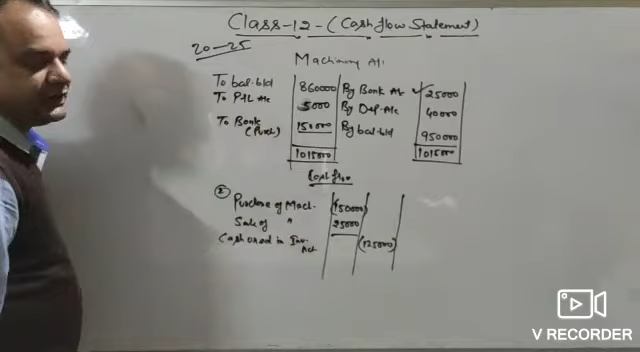 Class-12-(Cash flow Statement)
20-25
Machinery A/c
To bal. b/d 860000 By Bank A/c ✓ 25000
To P/L A/c 5000 By Dep. A/c 40000
To Bank 150000 By bal. b/d 950000
(Purch)
1015000 1015000
Cash flow
Purchase of Mach. (150000)
Sale of " 25000
Cash used in Inv. (125000)
Act.
V RECORDER